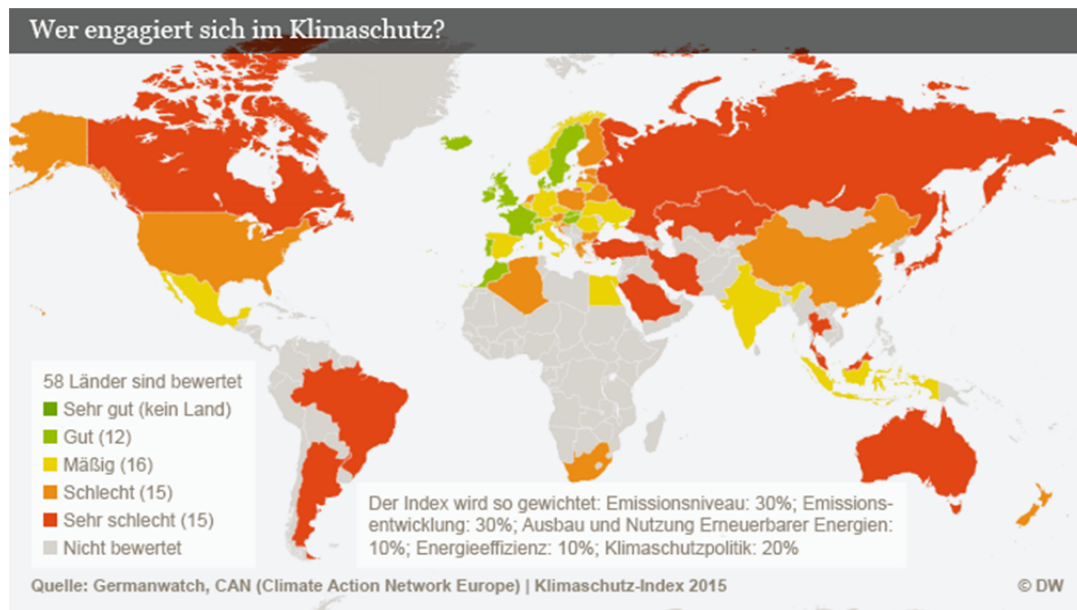 Wer engagiert sich im Klimaschutz?
58 Länder sind bewertet
Sehr gut (kein Land)
Gut (12)
Mäßig (16)
Schlecht (15)
Sehr schlecht (15)
Nicht bewertet
Der Index wird so gewichtet: Emissionsniveau: 30%; Emissions-
entwicklung: 30%; Ausbau und Nutzung Erneuerbarer Energien:
10%; Energieeffizienz: 10%; Klimaschutzpolitik: 20%
Quelle: Germanwatch, CAN (Climate Action Network Europe) | Klimaschutz-Index 2015
© DW